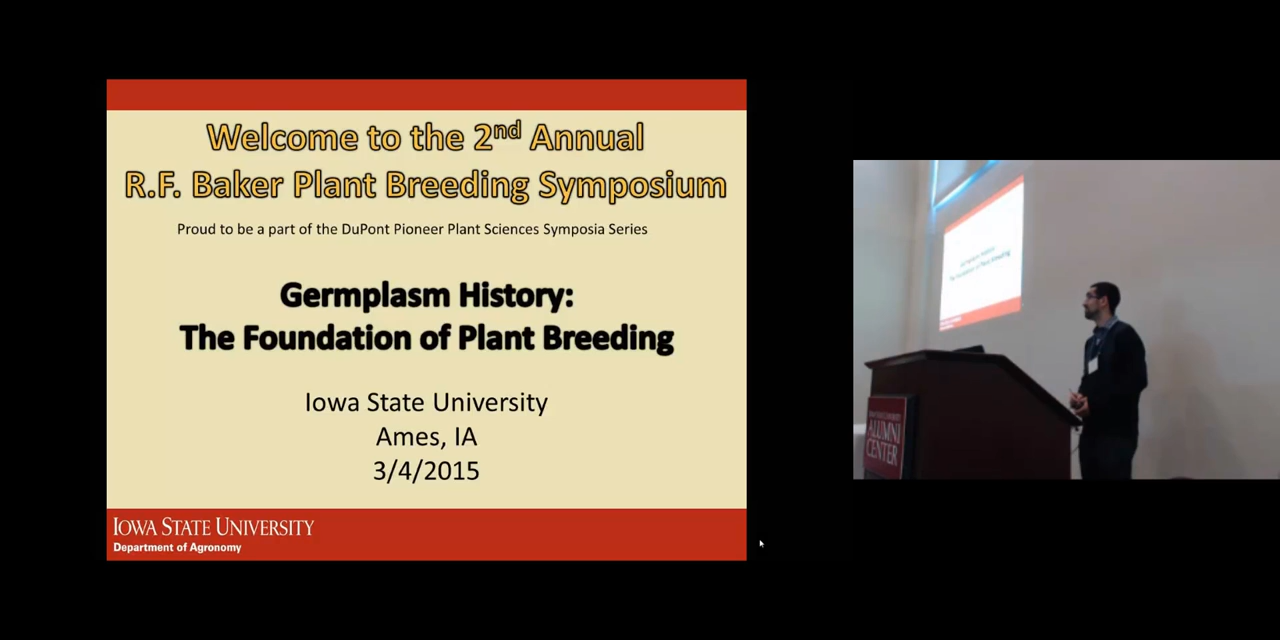 Welcome to the 2nd Annual
R.F. Baker Plant Breeding Symposium
Proud to be a part of the DuPont Pioneer Plant Sciences Symposia Series
Germplasm History:
The Foundation of Plant Breeding
Iowa State University
Ames, IA
3/4/2015
IOWA STATE UNIVERSITY
Department of Agronomy
ALUMNI
CENTER